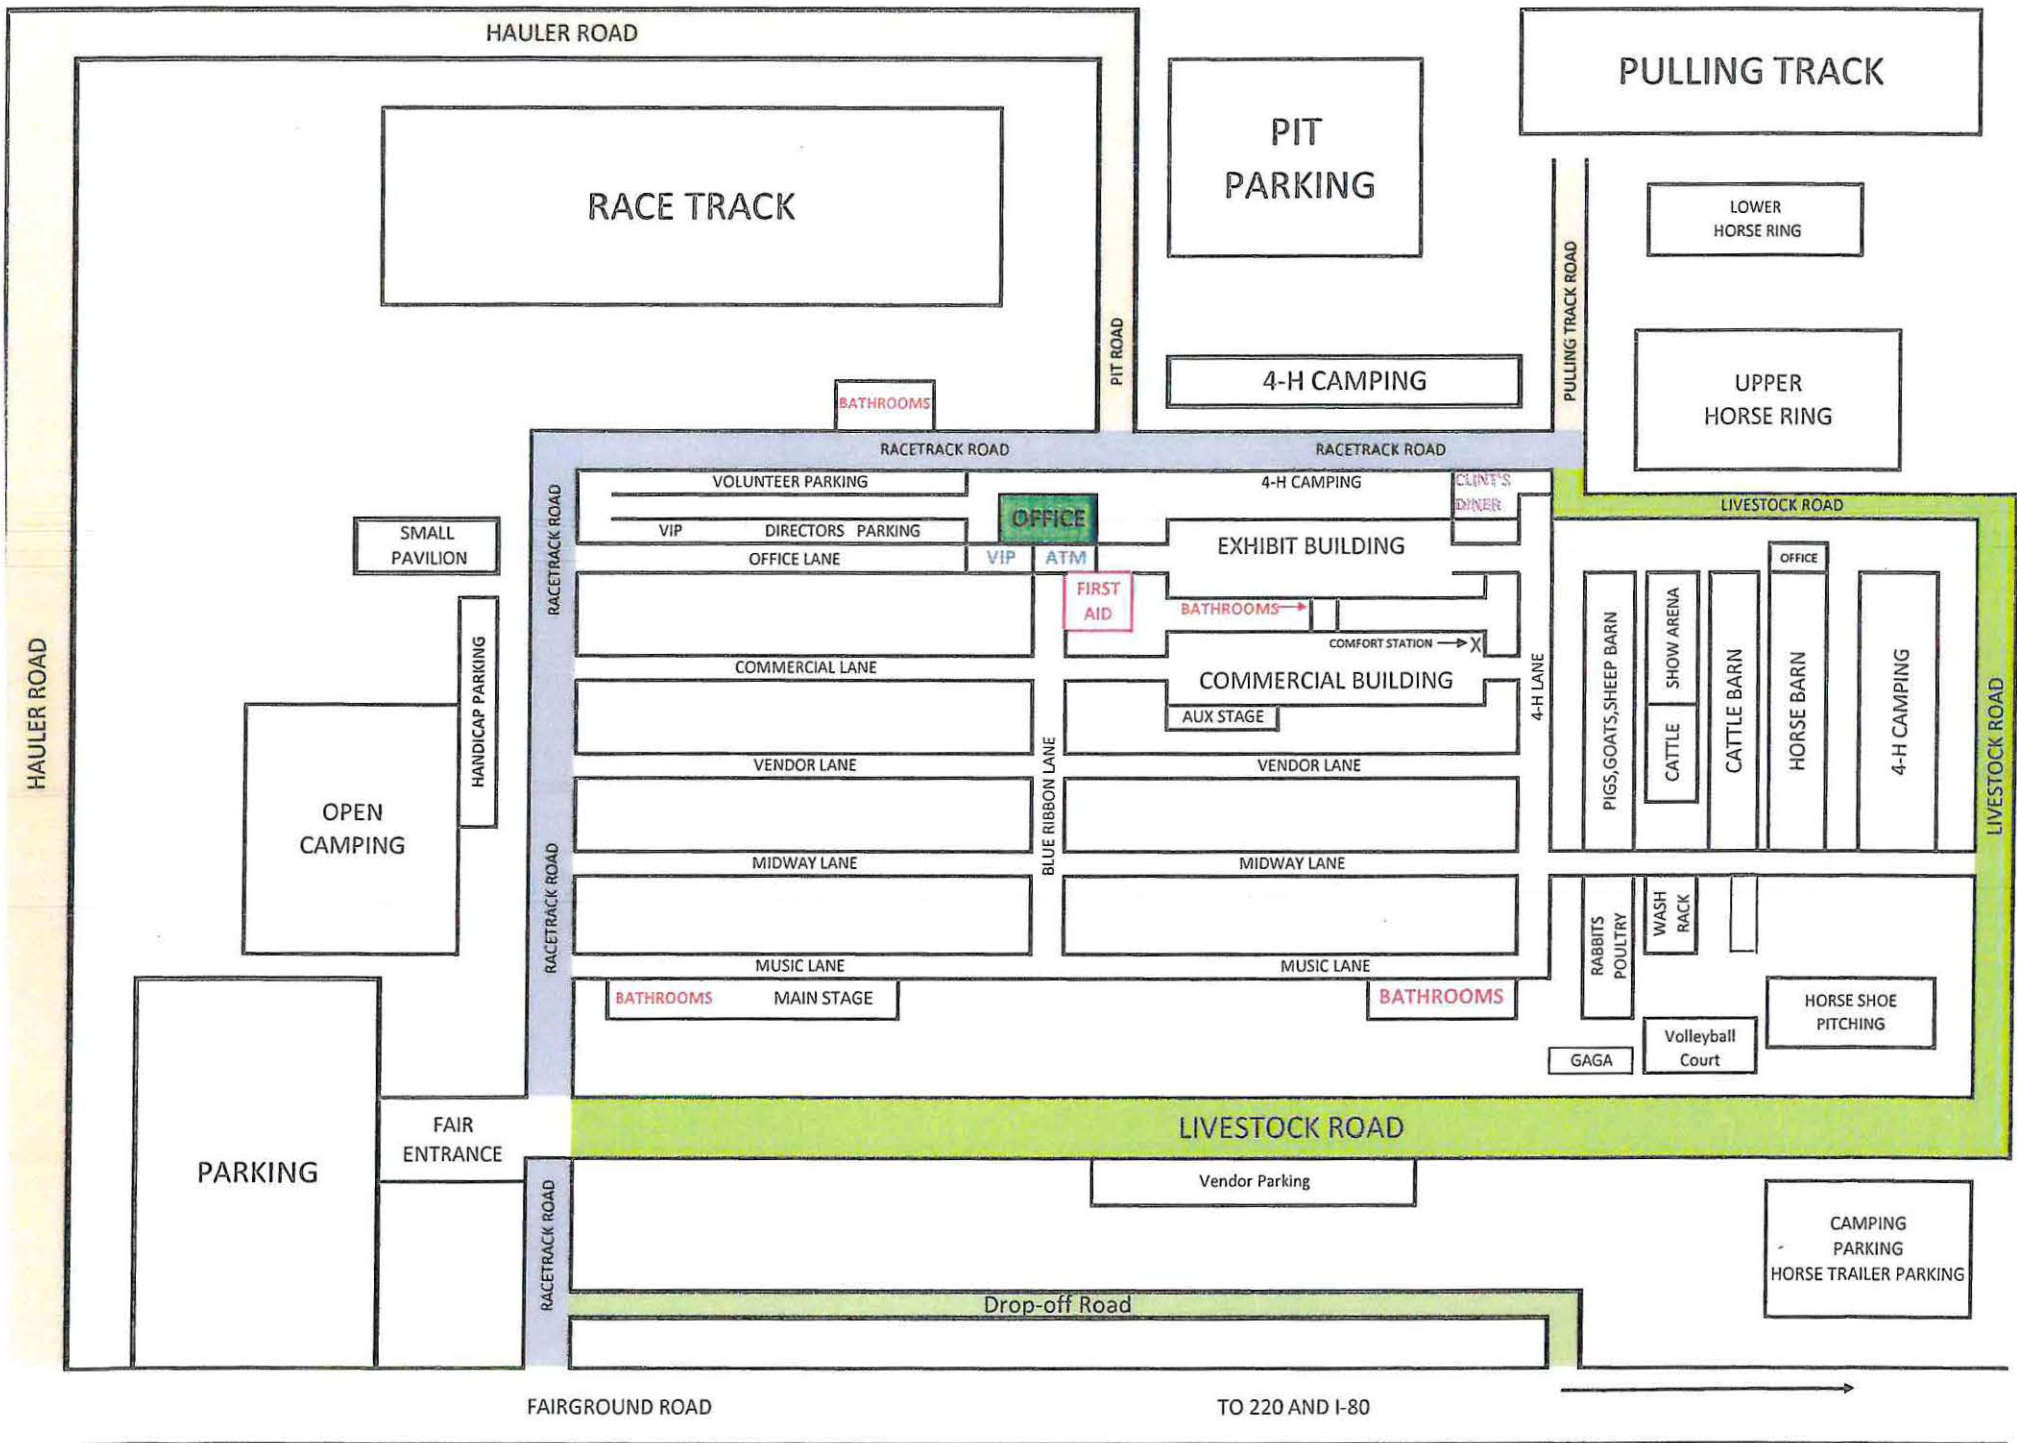 HAULER ROAD
PULLING TRACK
PIT
PARKING
RACE TRACK
LOWER
HORSE RING
PULLING TRACK ROAD
PIT ROAD
4-H CAMPING
UPPER
HORSE RING
BATHROOMS
RACETRACK ROAD
RACETRACK ROAD
VOLUNTEER PARKING
4-H CAMPING
CLINT'S
DINER
RACETRACK ROAD
OFFICE
LIVESTOCK ROAD
SMALL
PAVILION
VIP DIRECTORS PARKING
EXHIBIT BUILDING
OFFICE LANE
VIP
ATM
OFFICE
FIRST
AID
BATHROOMS
COMFORT STATION
X
COMMERCIAL LANE
COMMERCIAL BUILDING
AUX STAGE
4-H LANE
PIGS,GOATS,SHEEP BARN
SHOW ARENA
CATTLE
CATTLE BARN
HORSE BARN
4-H CAMPING
LIVESTOCK ROAD
LIVESTOCK ROAD
HAULER ROAD
HANDICAP PARKING
VENDOR LANE
VENDOR LANE
BLUE RIBBON LANE
OPEN
CAMPING
MIDWAY LANE
MIDWAY LANE
RACETRACK ROAD
RACETRACK ROAD
RABBITS
POULTRY
WASH
RACK
MUSIC LANE
MUSIC LANE
BATHROOMS
MAIN STAGE
BATHROOMS
HORSE SHOE
PITCHING
Volleyball
Court
GAGA
FAIR
ENTRANCE
LIVESTOCK ROAD
PARKING
Vendor Parking
RACETRACK ROAD
CAMPING
PARKING
HORSE TRAILER PARKING
Drop-off Road
FAIRGROUND ROAD
TO 220 AND I-80